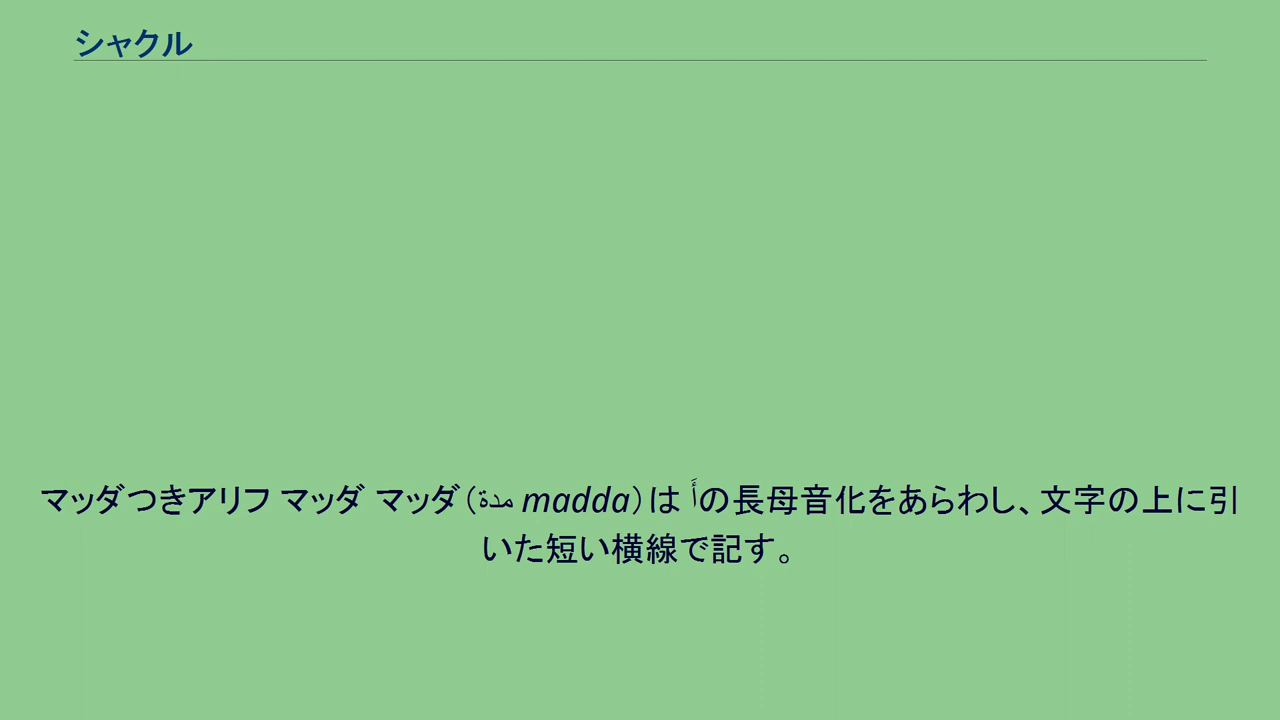 シャクル
マッダつきアリフ マッダ マッダ(مدة madda)は أَの長母音化をあらわし、文字の上に引
いた短い横線で記す。